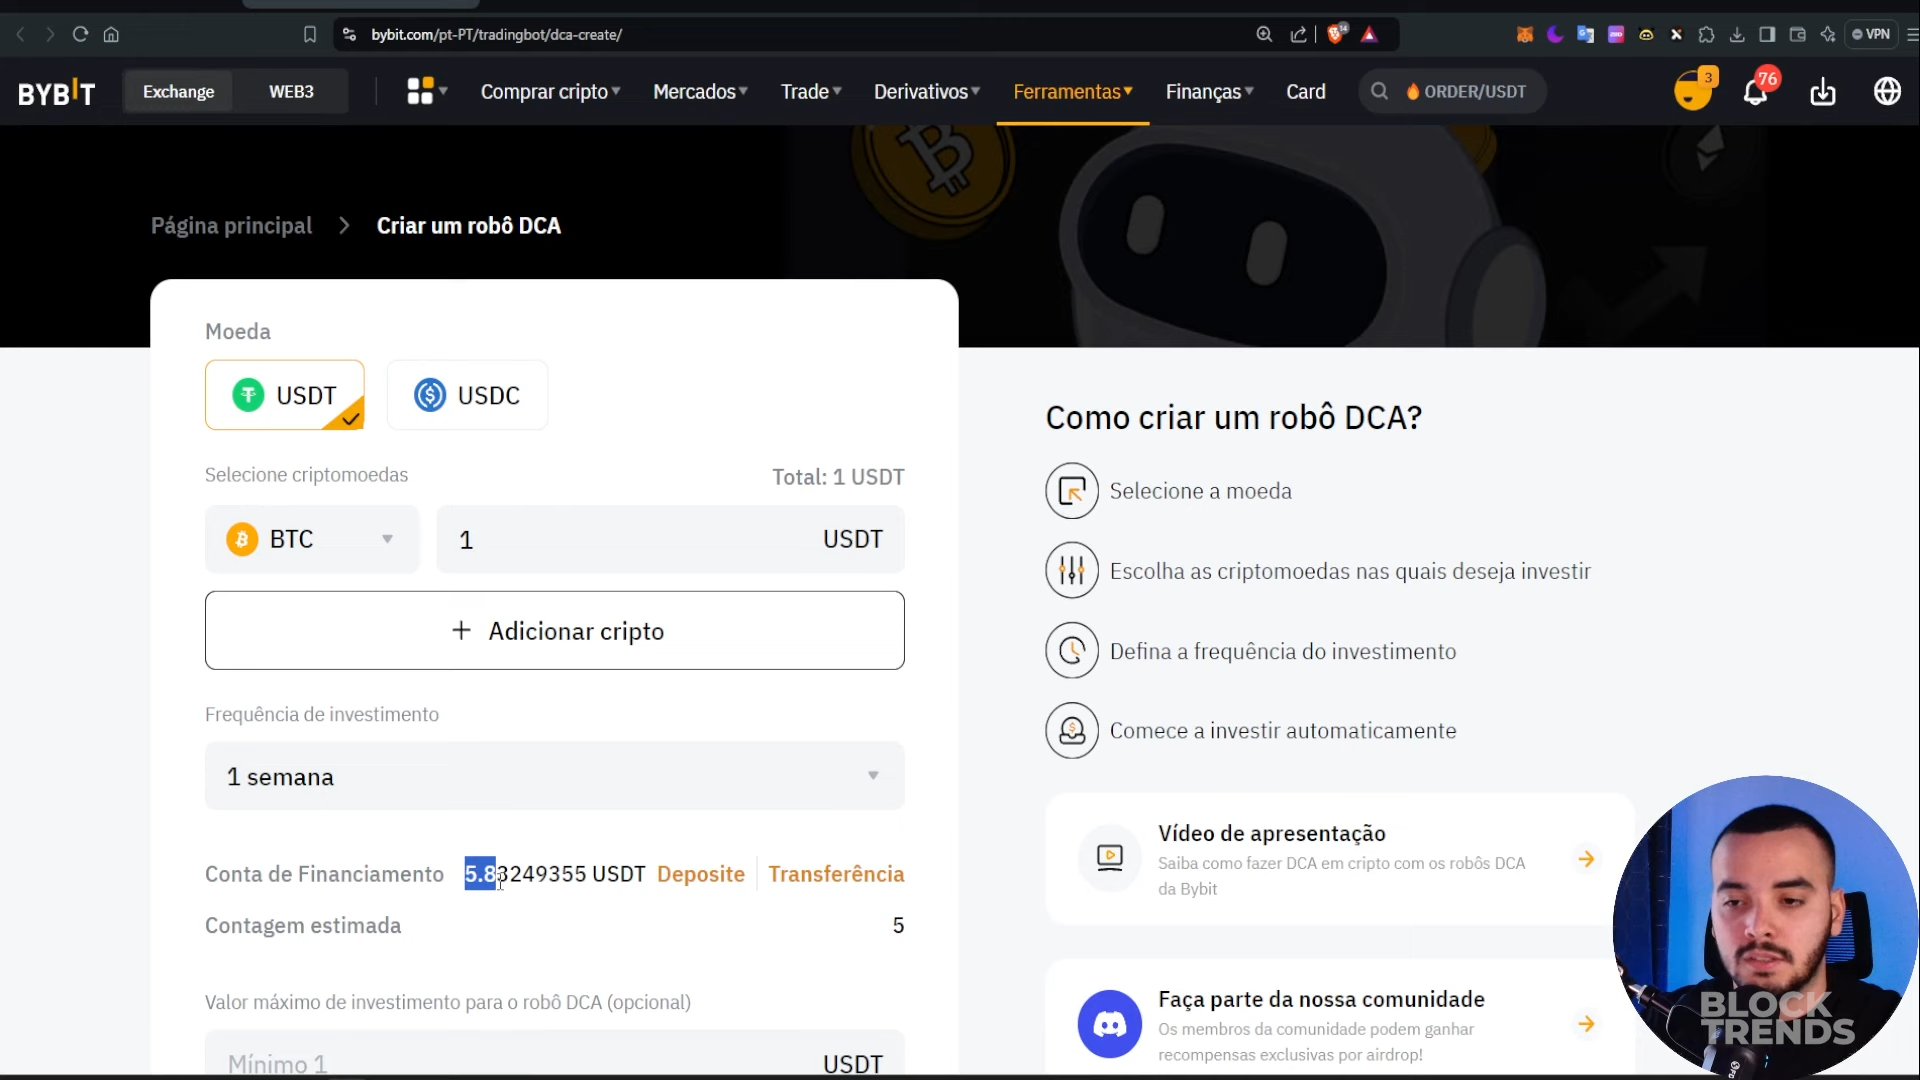 bybit.com/pt-PT/tradingbot/dca-create/
VPN
BYBIT
Exchange
WEB3
Comprar cripto
Mercados
Trade
Derivativos
Ferramentas
Finanças
Card
ORDER/USDT
3
76
Página principal
Criar um robô DCA
Moeda
USDT
USDC
Selecione criptomoedas
Total: 1 USDT
BTC
1
USDT
+ Adicionar cripto
Frequência de investimento
1 semana
Conta de Financiamento 5.83249355 USDT Deposite Transferência
Contagem estimada 5
Valor máximo de investimento para o robô DCA (opcional)
Mínimo 1 USDT
Como criar um robô DCA?
Selecione a moeda
Escolha as criptomoedas nas quais deseja investir
Defina a frequência do investimento
Comece a investir automaticamente
Vídeo de apresentação
Saiba como fazer DCA em cripto com os robôs DCA
da Bybit
Faça parte da nossa comunidade
Os membros da comunidade podem ganhar
recompensas exclusivas por airdrop!
BLOCK
TRENDS